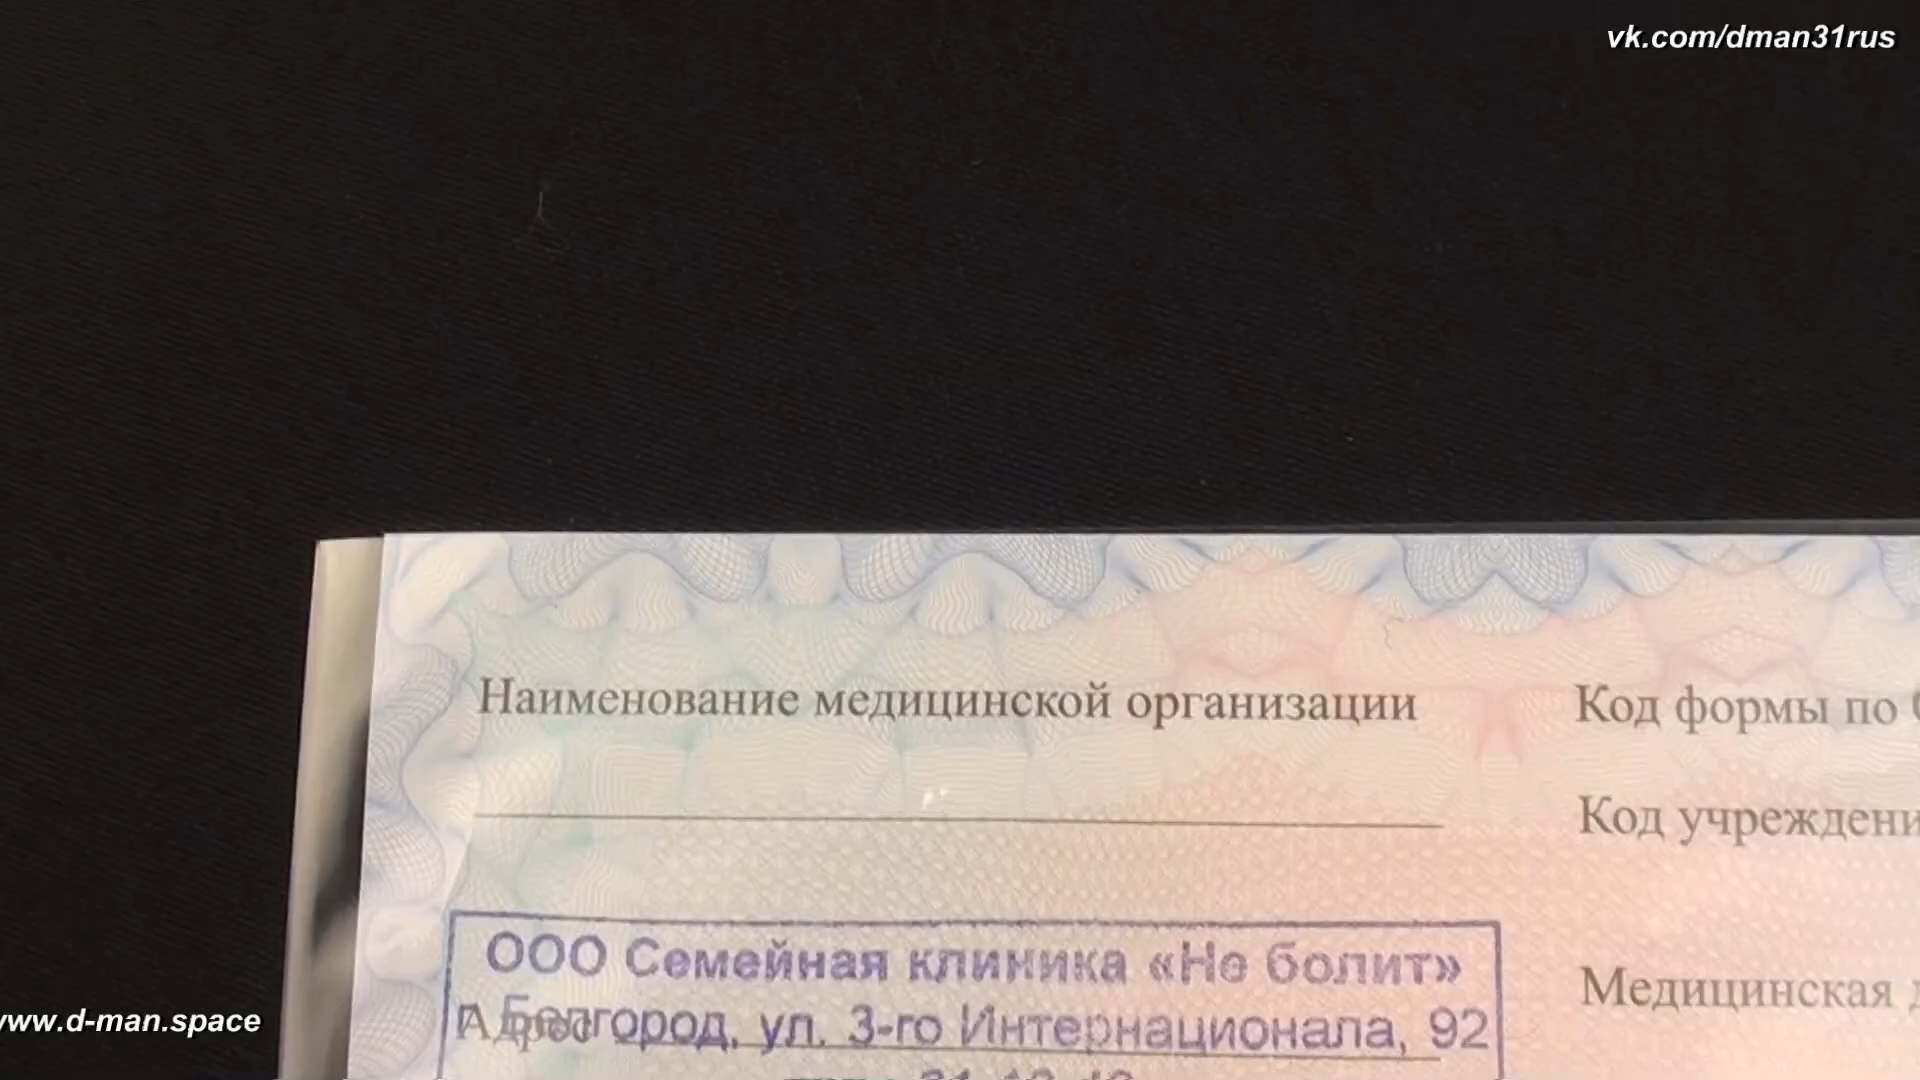 vk.com/dman31rus
Наименование медицинской организации
Код формы по
Код учреждени
ООО Семейная клиника «Не болит»
Медицинская
г. Белгород, ул. 3-го Интернационала, 92
Адрес
www.d-man.space